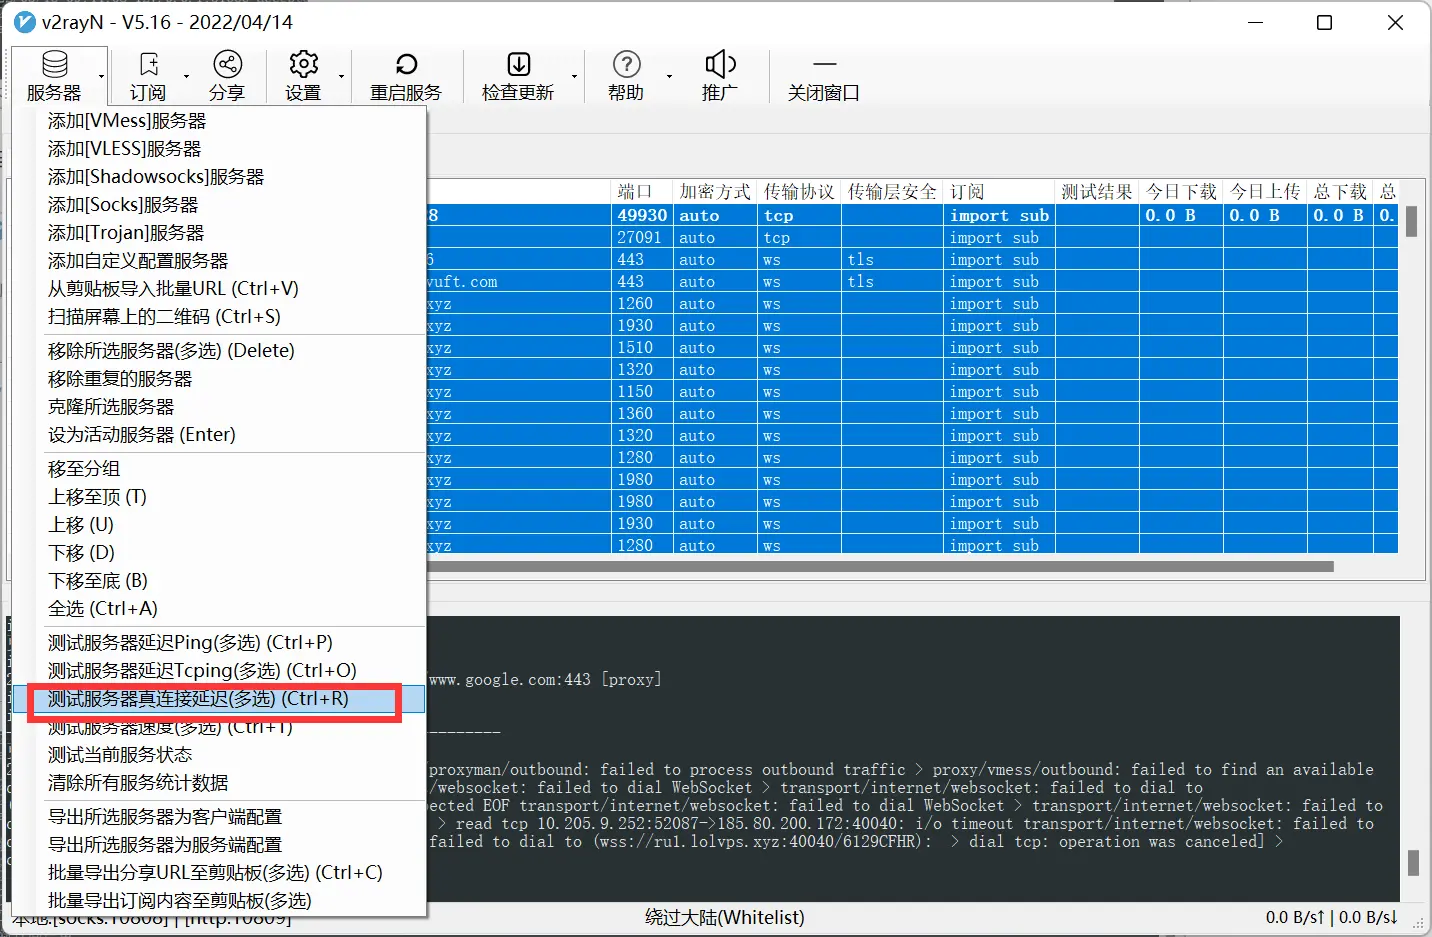 v2rayN - V5.16 - 2022/04/14
服务器 订阅 分享 设置 重启服务 检查更新 帮助 推广 关闭窗口
添加[VMess]服务器
添加[VLESS]服务器
添加[Shadowsocks]服务器
添加[Socks]服务器
添加[Trojan]服务器
添加自定义配置服务器
从剪贴板导入批量URL (Ctrl+V)
扫描屏幕上的二维码 (Ctrl+S)
移除所选服务器(多选) (Delete)
移除重复的服务器
克隆所选服务器
设为活动服务器 (Enter)
移至分组
上移至顶 (T)
上移 (U)
下移 (D)
下移至底 (B)
全选 (Ctrl+A)
测试服务器延迟Ping(多选) (Ctrl+P)
测试服务器延迟Tcping(多选) (Ctrl+O)
测试服务器真连接延迟(多选) (Ctrl+R)
测试服务器速度(多选) (Ctrl+T)
测试当前服务状态
清除所有服务统计数据
导出所选服务器为客户端配置
导出所选服务器为服务端配置
批量导出分享URL至剪贴板(多选) (Ctrl+C)
批量导出订阅内容至剪贴板(多选)
端口 加密方式 传输协议 传输层安全 订阅 测试结果 今日下载 今日上传 总下载 总
8 49930 auto tcp import sub 0.0 B 0.0 B 0.0 B 0.
27091 auto tcp import sub
6 443 auto ws tls import sub
vuft.com 443 auto ws tls import sub
xyz 1260 auto ws import sub
xyz 1930 auto ws import sub
xyz 1510 auto ws import sub
xyz 1320 auto ws import sub
xyz 1150 auto ws import sub
xyz 1360 auto ws import sub
xyz 1320 auto ws import sub
xyz 1280 auto ws import sub
xyz 1980 auto ws import sub
xyz 1980 auto ws import sub
xyz 1930 auto ws import sub
xyz 1280 auto ws import sub
www.google.com:443 [proxy]
--------
/proxyman/outbound: failed to process outbound traffic > proxy/vmess/outbound: failed to find an available
/websocket: failed to dial WebSocket > transport/internet/websocket: failed to dial to
pected EOF transport/internet/websocket: failed to dial WebSocket > transport/internet/websocket: failed to
> read tcp 10.205.9.252:52087->185.80.200.172:40040: i/o timeout transport/internet/websocket: failed to
failed to dial to (wss://ru1.lolvps.xyz:40040/6129CFHR): > dial tcp: operation was canceled] >
本地:[socks:10808] | [http:10809] 绕过大陆(Whitelist) 0.0 B/s↑ | 0.0 B/s↓